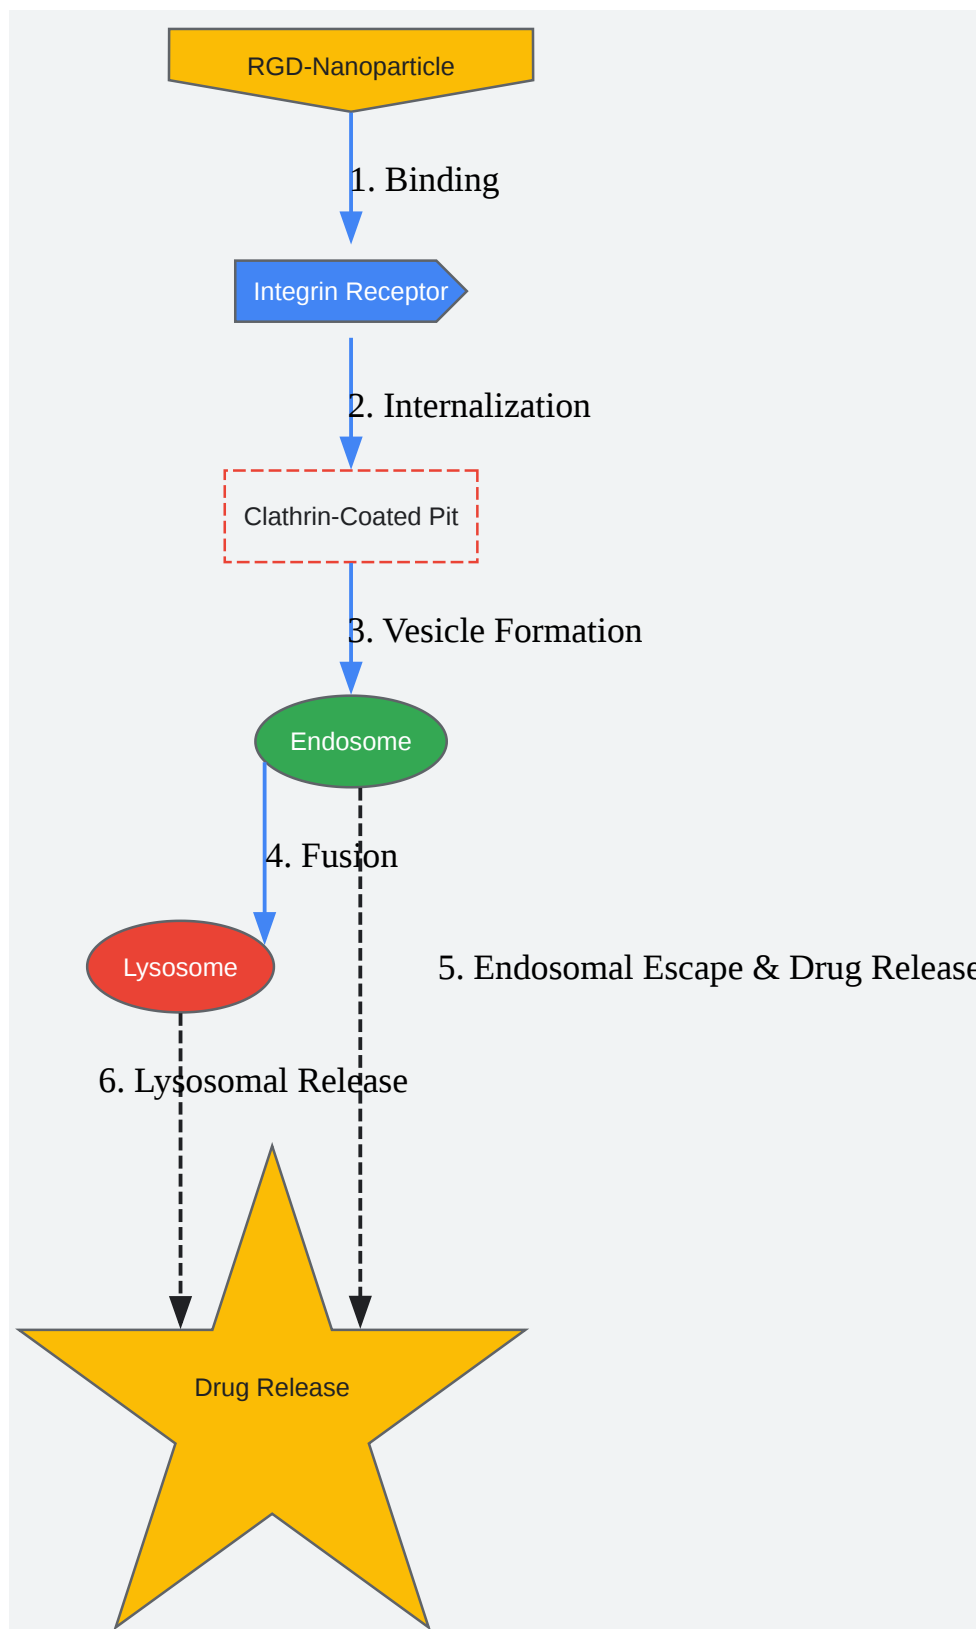 RGD-Nanoparticle
1. Binding
Integrin Receptor
2. Internalization
Clathrin-Coated Pit
3. Vesicle Formation
Endosome
4. Fusion
Lysosome
5. Endosomal Escape & Drug Release
6. Lysosomal Release
Drug Release